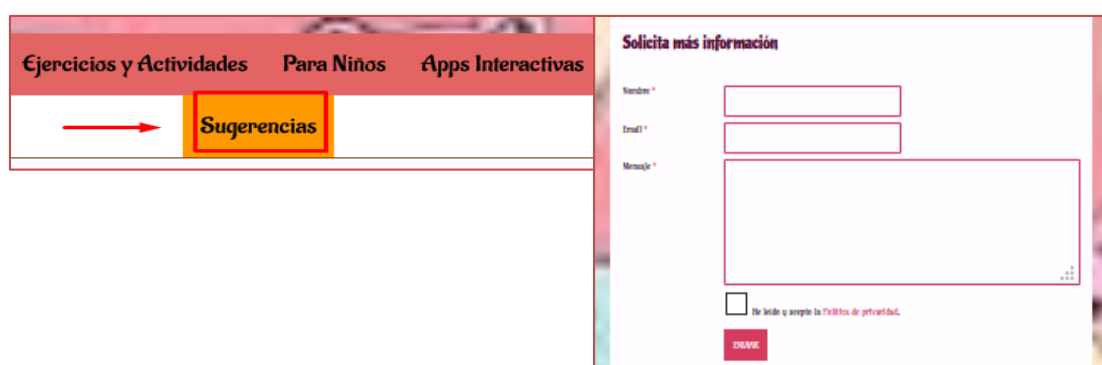 Ejercicios y Actividades Para Niños Apps Interactivas
Sugerencias
Solicita más información
Nombre *
Email *
Mensaje *
He leído y acepto la Política de privacidad.
ENVIAR